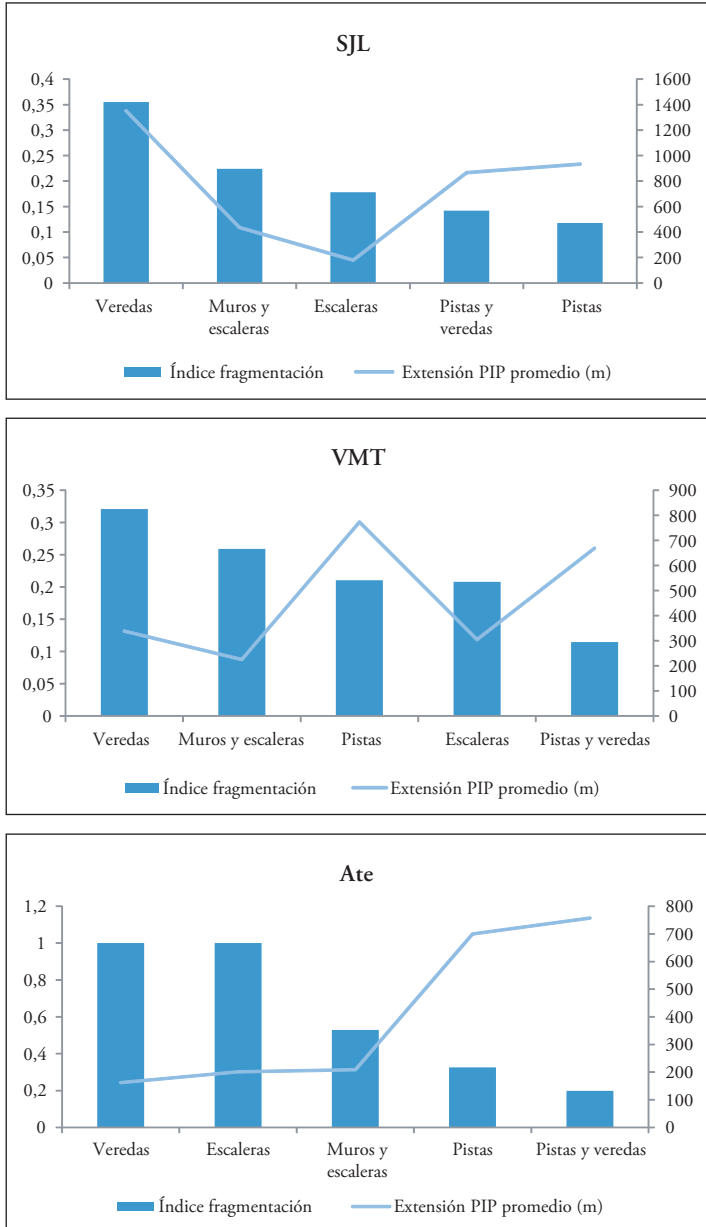 SJL
0,4
0,35
0,3
0,25
0,2
0,15
0,1
0,05
0
1600
1400
1200
1000
800
600
400
200
0
Veredas
Muros y
escaleras
Escaleras
Pistas y
veredas
Pistas
Índice fragmentación
Extensión PIP promedio (m)
VMT
0,35
0,3
0,25
0,2
0,15
0,1
0,05
0
900
800
700
600
500
400
300
200
100
0
Veredas
Muros y escaleras
Pistas
Escaleras
Pistas y veredas
Índice fragmentación
Extensión PIP promedio (m)
Ate
1,2
1
0,8
0,6
0,4
0,2
0
800
700
600
500
400
300
200
100
0
Veredas
Escaleras
Muros y
escaleras
Pistas
Pistas y veredas
Índice fragmentación
Extensión PIP promedio (m)